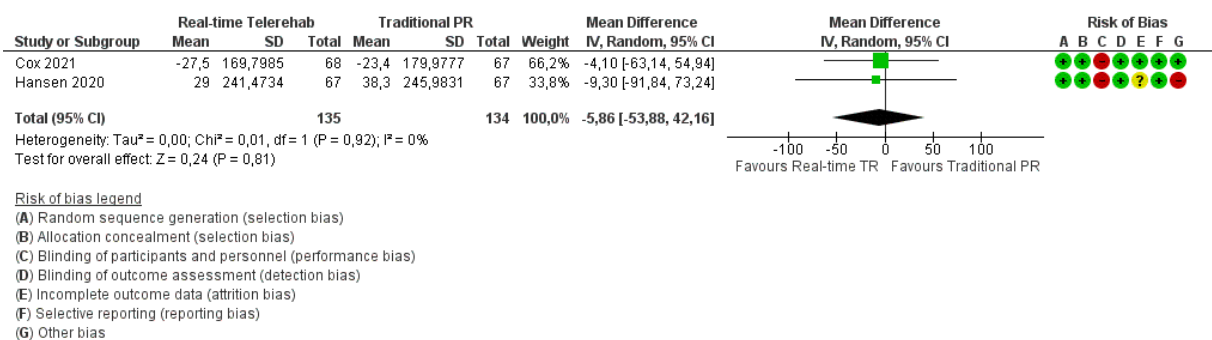 Real-time Telerehab Traditional PR Mean Difference Mean Difference Risk of Bias
Study or Subgroup Mean SD Total Mean SD Total Weight IV, Random, 95% CI IV, Random, 95% CI A B C D E F G
Cox 2021 -27,5 169,7985 68 -23,4 179,9777 67 66,2% -4,10 [-63,14, 54,94] + + - + + + +
Hansen 2020 29 241,4734 67 38,3 245,9831 67 33,8% -9,30 [-91,84, 73,24] + + - + ? + -
Total (95% CI) 135 134 100,0% -5,86 [-53,88, 42,16]
Heterogeneity: Tau² = 0,00; Chi² = 0,01, df = 1 (P = 0,92); I² = 0%
Test for overall effect: Z = 0,24 (P = 0,81)
-100 -50 0 50 100
Favours Real-time TR Favours Traditional PR
Risk of bias legend
(A) Random sequence generation (selection bias)
(B) Allocation concealment (selection bias)
(C) Blinding of participants and personnel (performance bias)
(D) Blinding of outcome assessment (detection bias)
(E) Incomplete outcome data (attrition bias)
(F) Selective reporting (reporting bias)
(G) Other bias